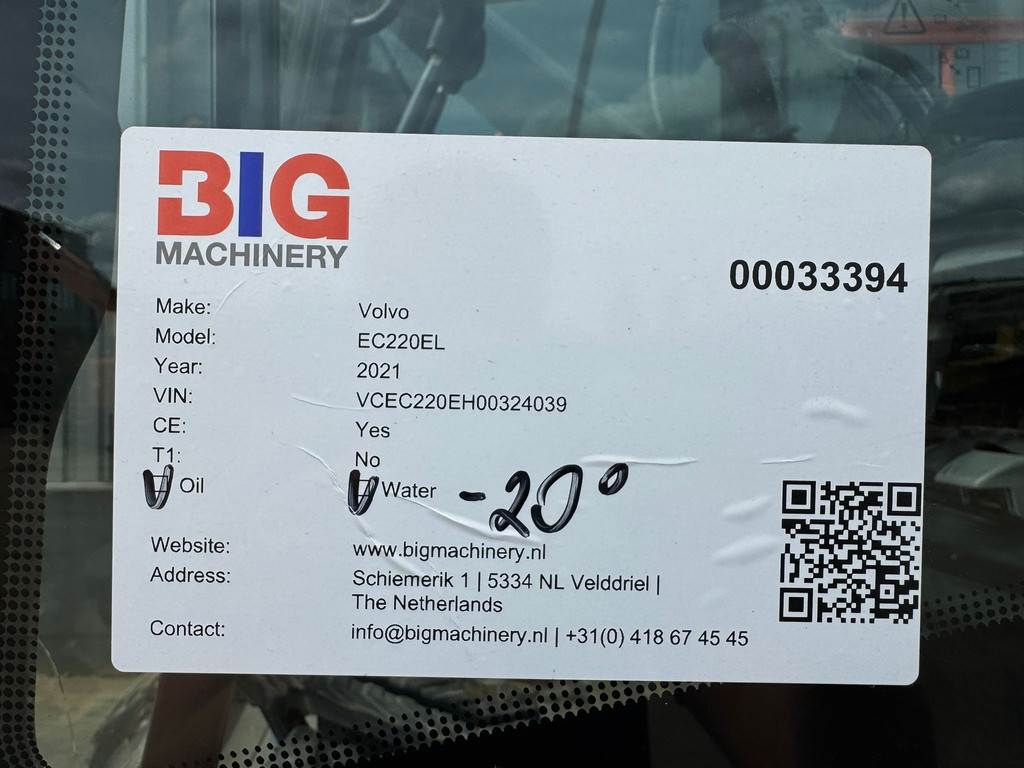 BIG
MACHINERY
00033394
Make: Volvo
Model: EC220EL
Year: 2021
VIN: VCEC220EH00324039
CE: Yes
T1: No
Oil Water -20°
Website: www.bigmachinery.nl
Address: Schiemerik 1 | 5334 NL Velddriel |
The Netherlands
Contact: info@bigmachinery.nl | +31(0) 418 67 45 45